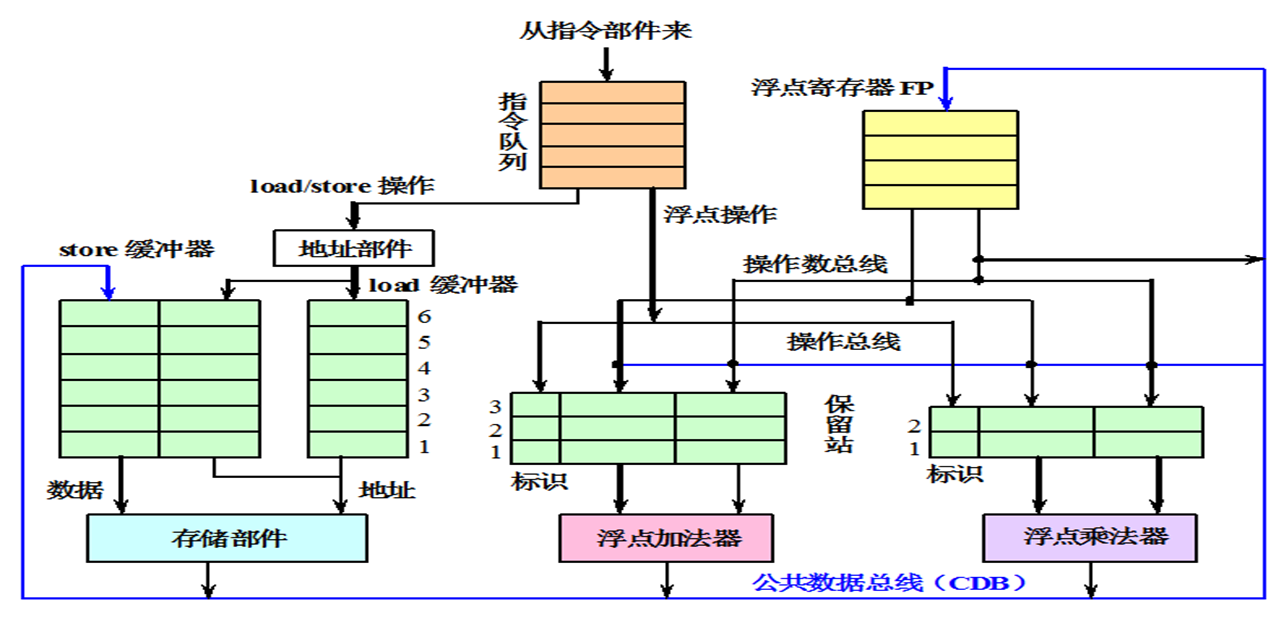 从指令部件来
指令队列
浮点寄存器 FP
load/store 操作
浮点操作
地址部件
store 缓冲器
load 缓冲器
操作数总线
操作总线
6
5
4
3
2
1
3
2
1
保留站
2
1
标识
标识
数据
地址
存储部件
浮点加法器
浮点乘法器
公共数据总线（CDB）